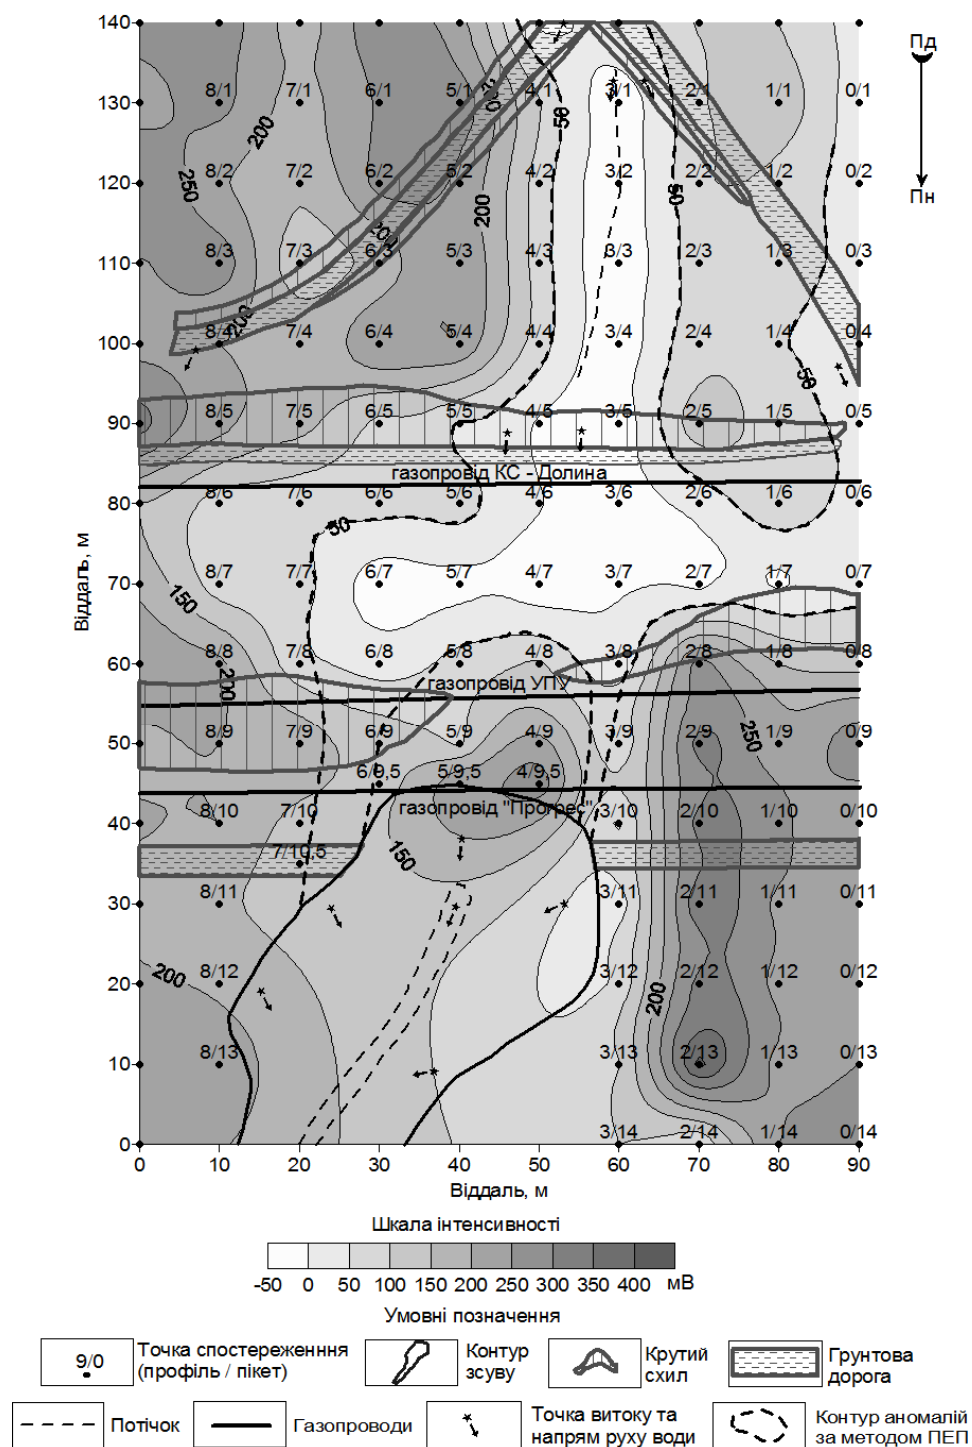 140
130
120
110
100
90
80
70
60
50
40
30
20
10
0
Віддаль, м
Пд
Пн
8/1 7/1 6/1 5/1 4/1 3/1 2/1 1/1 0/1
200 200 50
8/2 7/2 6/2 5/2 4/2 3/2 2/2 1/2 0/2
250 200 50
8/3 7/3 6/3 5/3 4/3 3/3 2/3 1/3 0/3
200
200
8/4 7/4 6/4 5/4 4/4 3/4 2/4 1/4 0/4
50
8/5 7/5 6/5 5/5 4/5 3/5 2/5 1/5 0/5
газопровід КС - Долина
8/6 7/6 6/6 5/6 4/6 3/6 2/6 1/6 0/6
50
8/7 7/7 6/7 5/7 4/7 3/7 2/7 1/7 0/7
150
8/8 7/8 6/8 5/8 4/8 3/8 2/8 1/8 0/8
200 газопровід УПУ
8/9 7/9 6/9 5/9 4/9 3/9 2/9 1/9 0/9
250
6/9,5 5/9,5 4/9,5
газопровід "Прогрес"
8/10 7/10 3/10 2/10 1/10 0/10
7/10,5 150
8/11 3/11 2/11 1/11 0/11
200 8/12 3/12 2/12 1/12 0/12
200
8/13 3/13 2/13 1/13 0/13
3/14 2/14 1/14 0/14
0 10 20 30 40 50 60 70 80 90
Віддаль, м
Шкала інтенсивності
-50 0 50 100 150 200 250 300 350 400 мВ
Умовні позначення
9/0
Точка спостереженння
(профіль / пікет)
Контур
зсуву
Крутий
схил
Грунтова
дорога
Потічок
Газопроводи
Точка витоку та
напрям руху води
Контур аномалій
за методом ПЕП